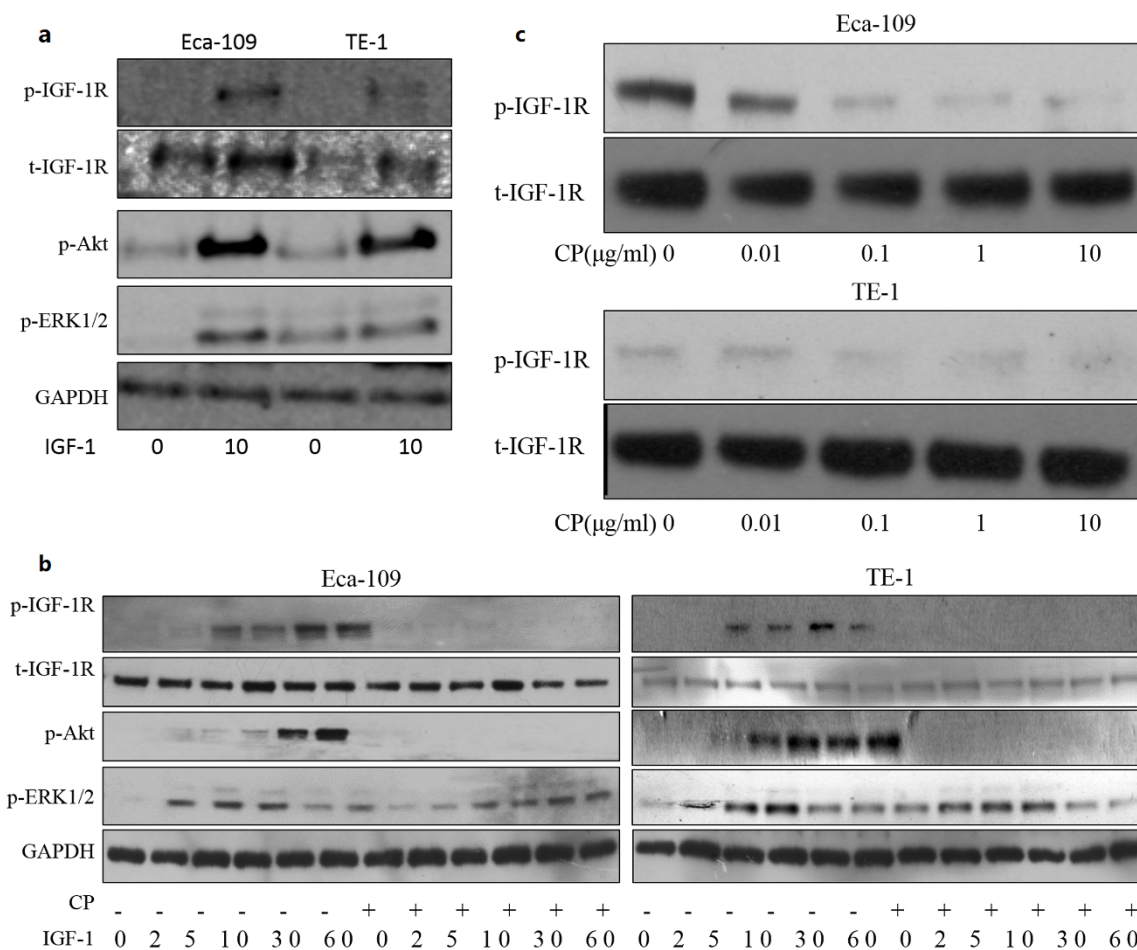 a
Eca-109 TE-1
p-IGF-1R
t-IGF-1R
p-Akt
p-ERK1/2
GAPDH
IGF-1 0 10 0 10
c
Eca-109
p-IGF-1R
t-IGF-1R
CP(μg/ml) 0 0.01 0.1 1 10
TE-1
p-IGF-1R
t-IGF-1R
CP(μg/ml) 0 0.01 0.1 1 10
b
Eca-109 TE-1
p-IGF-1R
t-IGF-1R
p-Akt
p-ERK1/2
GAPDH
CP - - - - - - + + + + + + - - - - - - + + + + + +
IGF-1 0 2 5 10 30 60 0 2 5 10 30 60 0 2 5 10 30 60 0 2 5 10 30 60